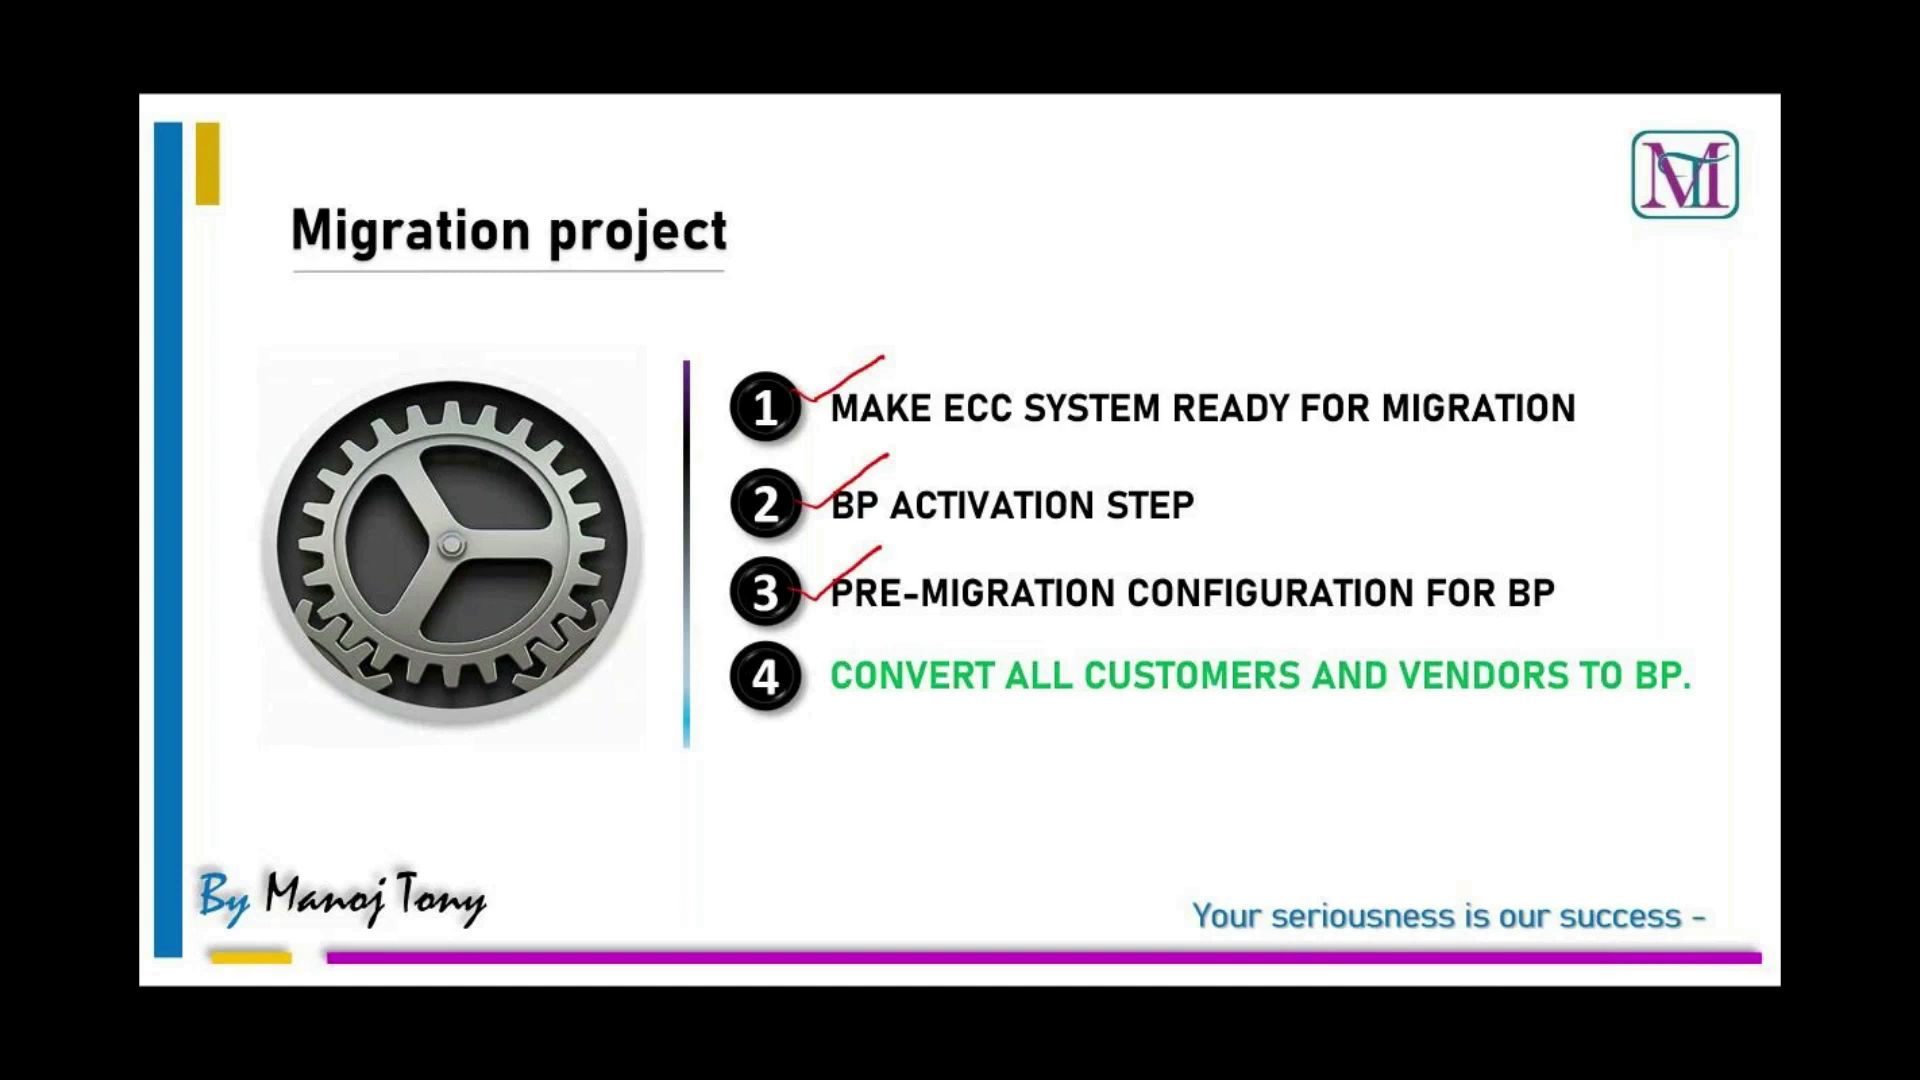 MT
Migration project
1 MAKE ECC SYSTEM READY FOR MIGRATION
2 BP ACTIVATION STEP
3 PRE-MIGRATION CONFIGURATION FOR BP
4 CONVERT ALL CUSTOMERS AND VENDORS TO BP.
By Manoj Tony
Your seriousness is our success -